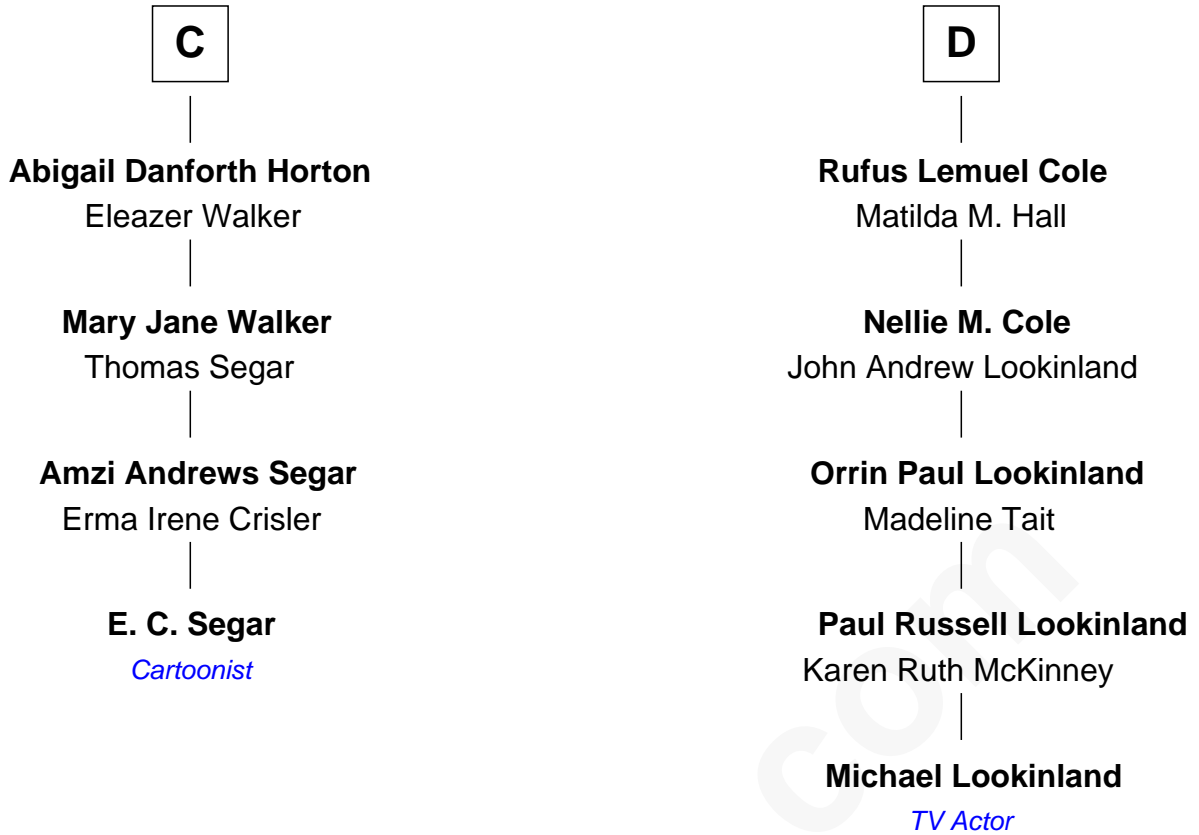 C
Abigail Danforth Horton
Eleazer Walker
Mary Jane Walker
Thomas Segar
Amzi Andrews Segar
Erma Irene Crisler
E. C. Segar
Cartoonist
D
Rufus Lemuel Cole
Matilda M. Hall
Nellie M. Cole
John Andrew Lookinland
Orrin Paul Lookinland
Madeline Tait
Paul Russell Lookinland
Karen Ruth McKinney
Michael Lookinland
TV Actor
com